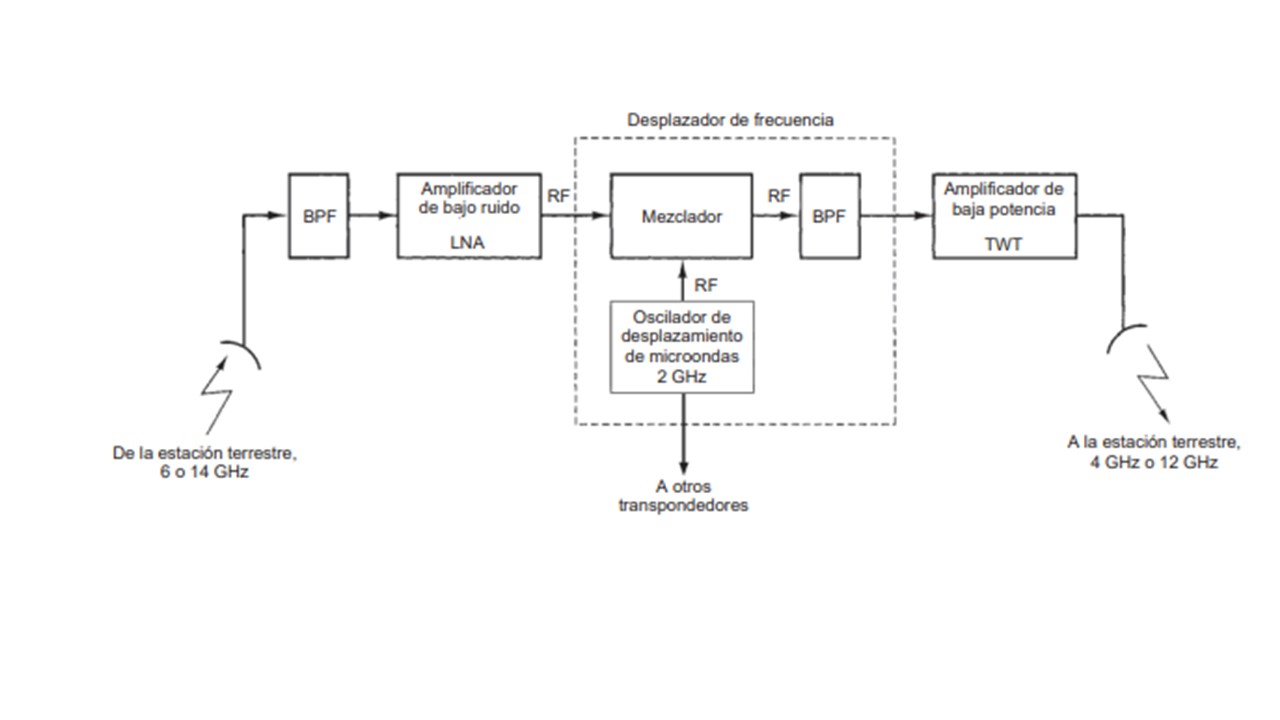 Desplazador de frecuencia
BPF
Amplificador
de bajo ruido
LNA
RF
Mezclador
RF
BPF
Amplificador de
baja potencia
TWT
RF
Oscilador de
desplazamiento
de microondas
2 GHz
De la estación terrestre,
6 o 14 GHz
A otros
transpondedores
A la estación terrestre,
4 GHz o 12 GHz